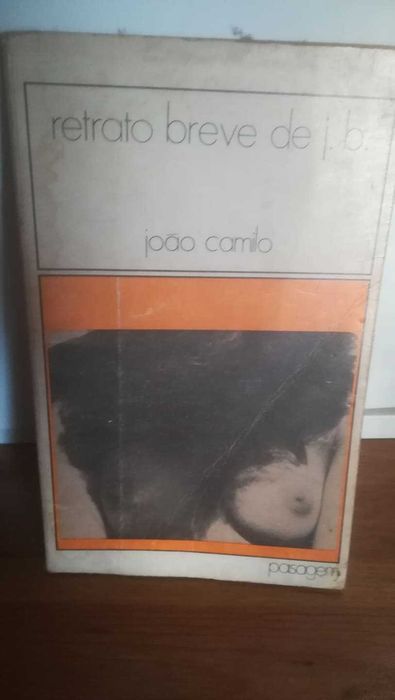 retrato breve de j. b.
joão camilo
pasagem